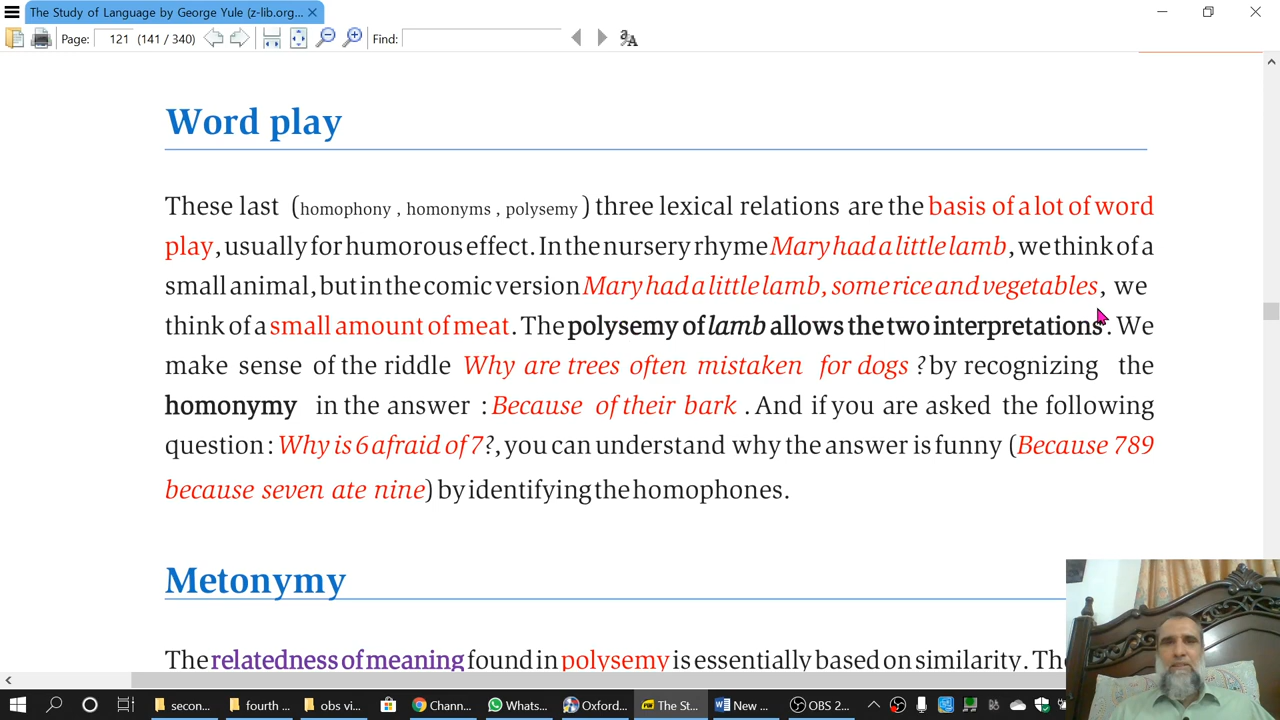 The Study of Language by George Yule (z-lib.org... ×
Page: 121 (141 / 340) Find:
Word play
These last (homophony , homonyms , polysemy ) three lexical relations are the basis of a lot of word
play, usually for humorous effect. In the nursery rhyme Mary had a little lamb, we think of a
small animal, but in the comic version Mary had a little lamb, some rice and vegetables, we
think of a small amount of meat. The polysemy of lamb allows the two interpretations. We
make sense of the riddle Why are trees often mistaken for dogs ? by recognizing the
homonymy in the answer : Because of their bark . And if you are asked the following
question : Why is 6 afraid of 7?, you can understand why the answer is funny (Because 789
because seven ate nine) by identifying the homophones.
Metonymy
The relatedness of meaning found in polysemy is essentially based on similarity. The
secon... fourth ... obs vi... Chann... Whats... Oxford... The St... New ... OBS 2...